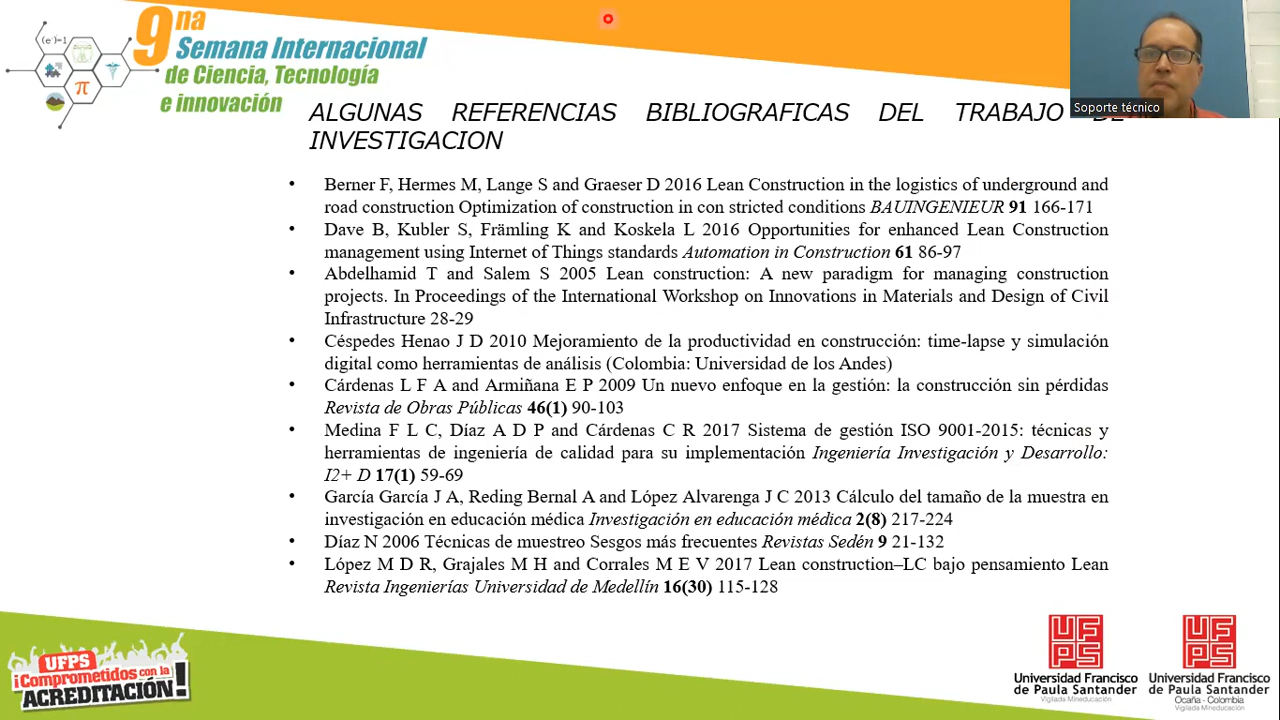 9na
Semana Internacional
de Ciencia, Tecnología
e innovación
(eⁱ)=1
π
Soporte técnico
ALGUNAS REFERENCIAS BIBLIOGRAFICAS DEL TRABAJO DE
INVESTIGACION
• Berner F, Hermes M, Lange S and Graeser D 2016 Lean Construction in the logistics of underground and
road construction Optimization of construction in con stricted conditions BAUINGENIEUR 91 166-171
• Dave B, Kubler S, Främling K and Koskela L 2016 Opportunities for enhanced Lean Construction
management using Internet of Things standards Automation in Construction 61 86-97
• Abdelhamid T and Salem S 2005 Lean construction: A new paradigm for managing construction
projects. In Proceedings of the International Workshop on Innovations in Materials and Design of Civil
Infrastructure 28-29
• Céspedes Henao J D 2010 Mejoramiento de la productividad en construcción: time-lapse y simulación
digital como herramientas de análisis (Colombia: Universidad de los Andes)
• Cárdenas L F A and Armiñana E P 2009 Un nuevo enfoque en la gestión: la construcción sin pérdidas
Revista de Obras Públicas 46(1) 90-103
• Medina F L C, Díaz A D P and Cárdenas C R 2017 Sistema de gestión ISO 9001-2015: técnicas y
herramientas de ingeniería de calidad para su implementación Ingeniería Investigación y Desarrollo:
I2+ D 17(1) 59-69
• García García J A, Reding Bernal A and López Alvarenga J C 2013 Cálculo del tamaño de la muestra en
investigación en educación médica Investigación en educación médica 2(8) 217-224
• Díaz N 2006 Técnicas de muestreo Sesgos más frecuentes Revistas Sedén 9 21-132
• López M D R, Grajales M H and Corrales M E V 2017 Lean construction–LC bajo pensamiento Lean
Revista Ingenierías Universidad de Medellín 16(30) 115-128
UFPS
¡Comprometidos con la
ACREDITACIÓN!
UFPS
Universidad Francisco
de Paula Santander
Vigilada Mineducación
UFPS
Universidad Francisco
de Paula Santander
Ocaña - Colombia
Vigilada Mineducación